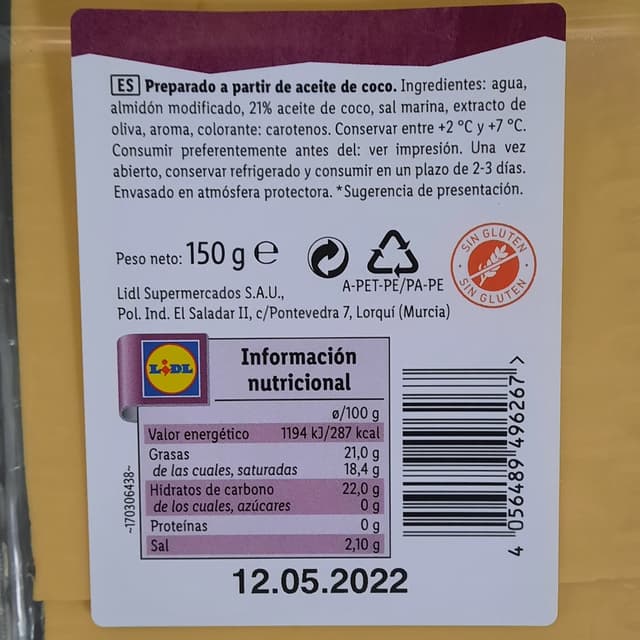 ES Preparado a partir de aceite de coco. Ingredientes: agua,
almidón modificado, 21% aceite de coco, sal marina, extracto de
oliva, aroma, colorante: carotenos. Conservar entre +2 °C y +7 °C.
Consumir preferentemente antes del: ver impresión. Una vez
abierto, conservar refrigerado y consumir en un plazo de 2-3 días.
Envasado en atmósfera protectora. *Sugerencia de presentación.
Peso neto: 150 g ℮
A-PET-PE/PA-PE
SIN GLUTEN
SIN GLUTEN
Lidl Supermercados S.A.U.,
Pol. Ind. El Saladar II, c/Pontevedra 7, Lorquí (Murcia)
LIDL
Información
nutricional
ø/100 g
Valor energético 1194 kJ/287 kcal
Grasas 21,0 g
de las cuales, saturadas 18,4 g
Hidratos de carbono 22,0 g
de los cuales, azúcares 0 g
Proteínas 0 g
Sal 2,10 g
~170306438~
4 056489 496267 >
12.05.2022